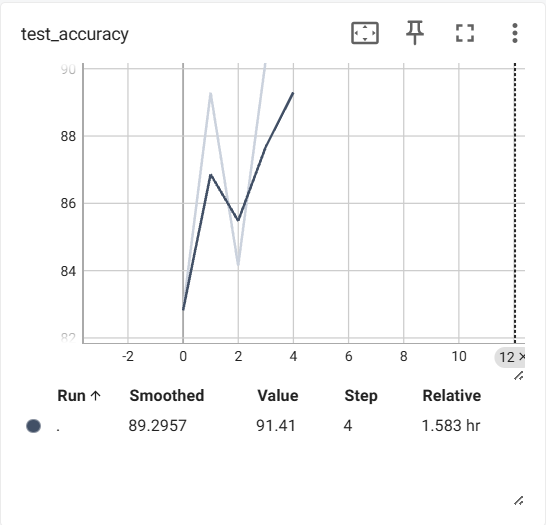 test_accuracy
90
88
86
84
82
-2 0 2 4 6 8 10 12 ×
Run ↑ Smoothed Value Step Relative
. 89.2957 91.41 4 1.583 hr